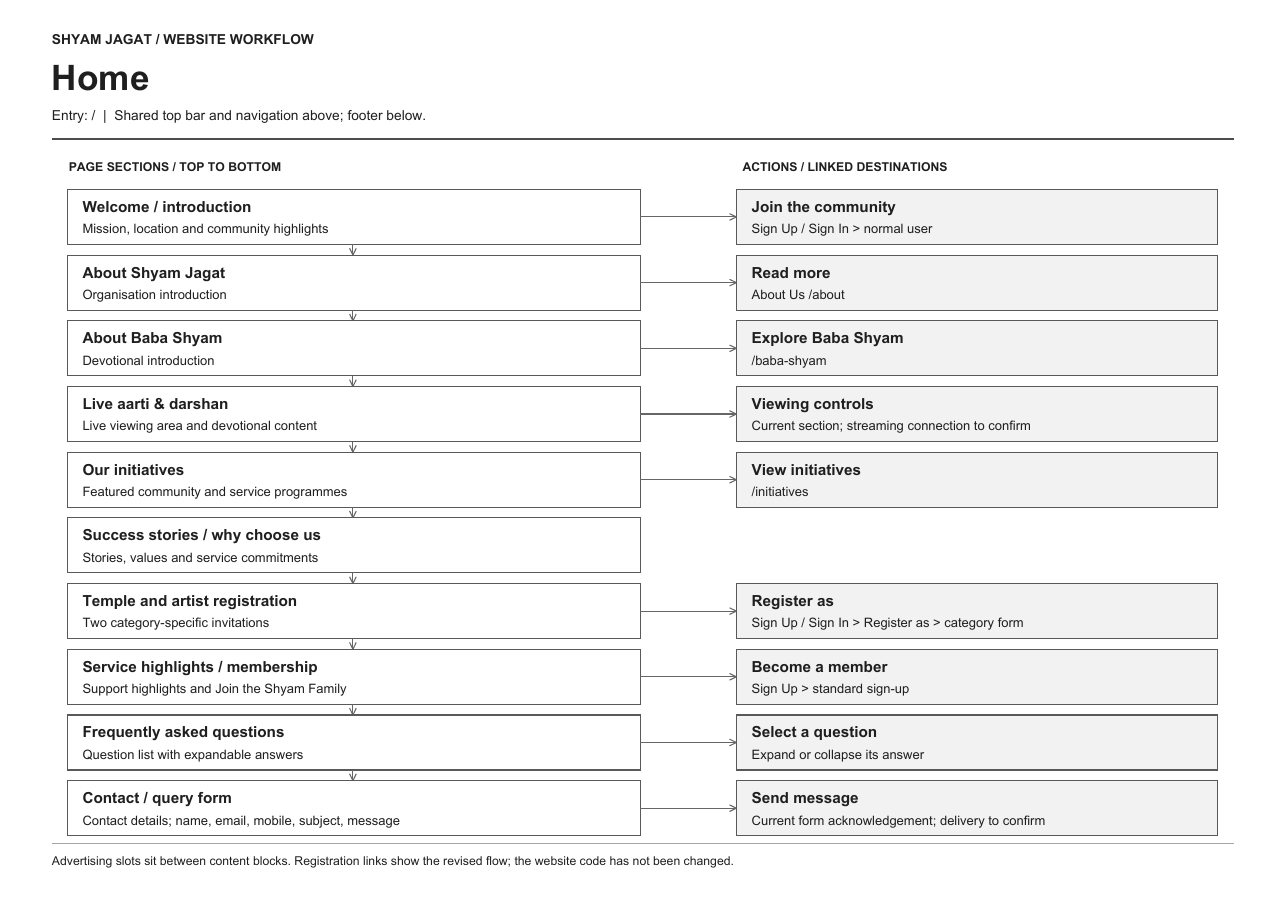 SHYAM JAGAT / WEBSITE WORKFLOW
Home
Entry: / | Shared top bar and navigation above; footer below.
PAGE SECTIONS / TOP TO BOTTOM
ACTIONS / LINKED DESTINATIONS
Welcome / introduction
Mission, location and community highlights
Join the community
Sign Up / Sign In > normal user
About Shyam Jagat
Organisation introduction
Read more
About Us /about
About Baba Shyam
Devotional introduction
Explore Baba Shyam
/baba-shyam
Live aarti & darshan
Live viewing area and devotional content
Viewing controls
Current section; streaming connection to confirm
Our initiatives
Featured community and service programmes
View initiatives
/initiatives
Success stories / why choose us
Stories, values and service commitments
Temple and artist registration
Two category-specific invitations
Register as
Sign Up / Sign In > Register as > category form
Service highlights / membership
Support highlights and Join the Shyam Family
Become a member
Sign Up > standard sign-up
Frequently asked questions
Question list with expandable answers
Select a question
Expand or collapse its answer
Contact / query form
Contact details; name, email, mobile, subject, message
Send message
Current form acknowledgement; delivery to confirm
Advertising slots sit between content blocks. Registration links show the revised flow; the website code has not been changed.